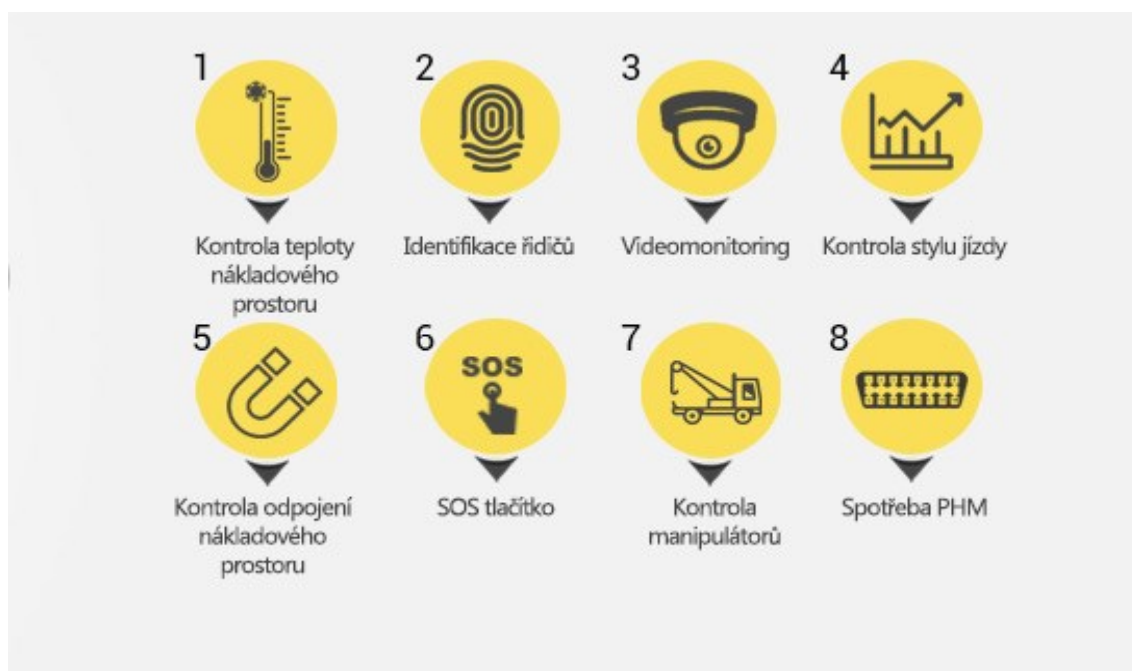 1
2
3
4
Kontrola teploty
nákladového
prostoru
Identifikace řidičů
Videomonitoring
Kontrola stylu jízdy
5
6
SOS
7
8
Kontrola odpojení
nákladového
prostoru
SOS tlačítko
Kontrola
manipulátorů
Spotřeba PHM